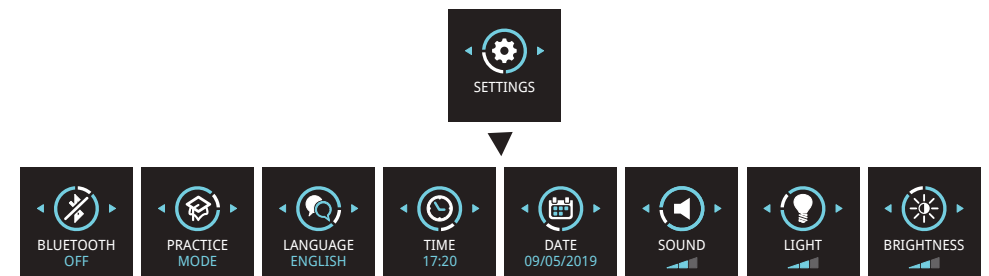 SETTINGS
BLUETOOTH
OFF
PRACTICE
MODE
LANGUAGE
ENGLISH
TIME
17:20
DATE
09/05/2019
SOUND
LIGHT
BRIGHTNESS